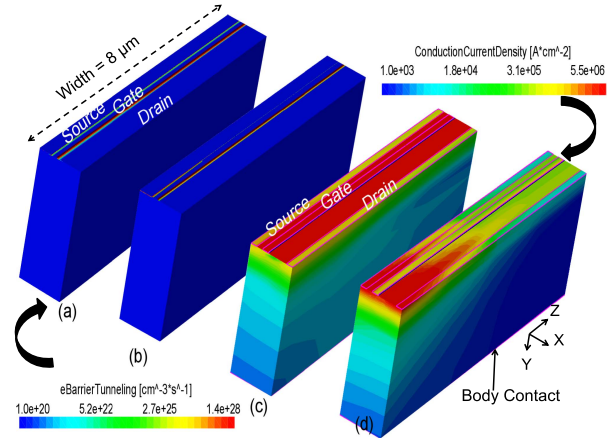 Width = 8 μm
Source
Gate
Drain
(a)
(b)
ConductionCurrentDensity [A*cm^-2]
1.0e+03 1.8e+04 3.1e+05 5.5e+06
Source
Gate
Drain
(c)
(d)
Z
X
Y
Body Contact
eBarrierTunneling [cm^-3*s^-1]
1.0e+20 5.2e+22 2.7e+25 1.4e+28